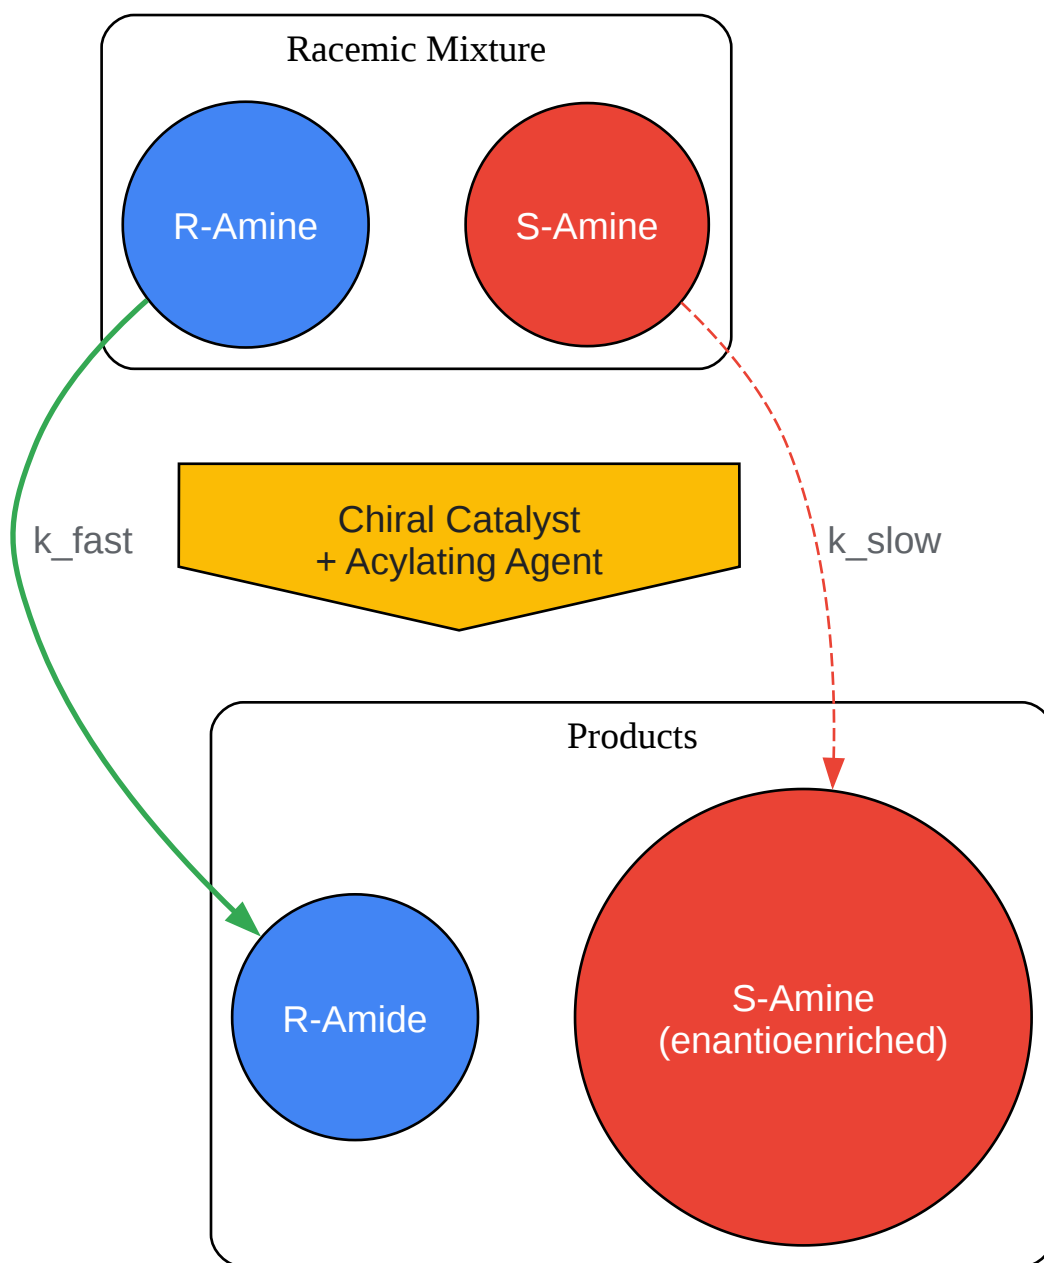 Racemic Mixture
R-Amine
S-Amine
k_fast
Chiral Catalyst
+ Acylating Agent
k_slow
Products
R-Amide
S-Amine
(enantioenriched)